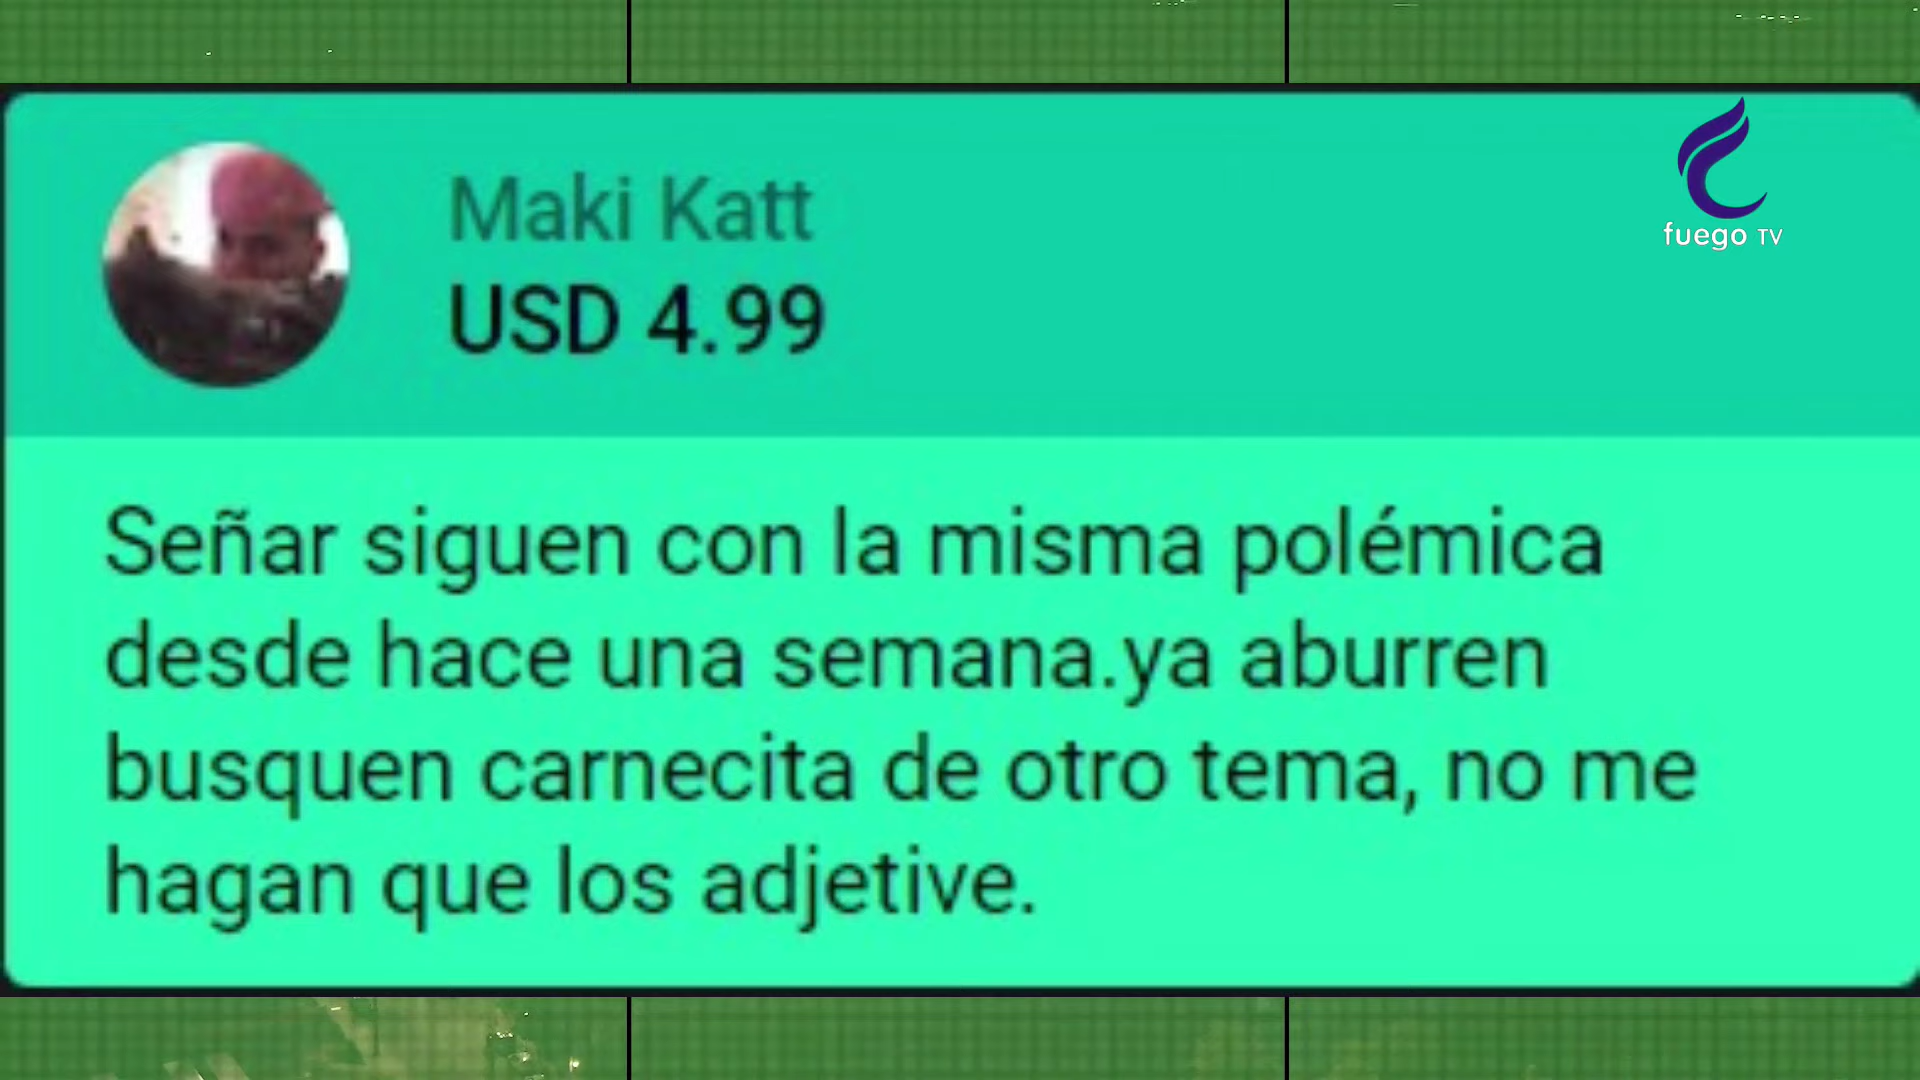 fuego TV
Maki Katt
USD 4.99
Señar siguen con la misma polémica
desde hace una semana.ya aburren
busquen carnecita de otro tema, no me
hagan que los adjetive.